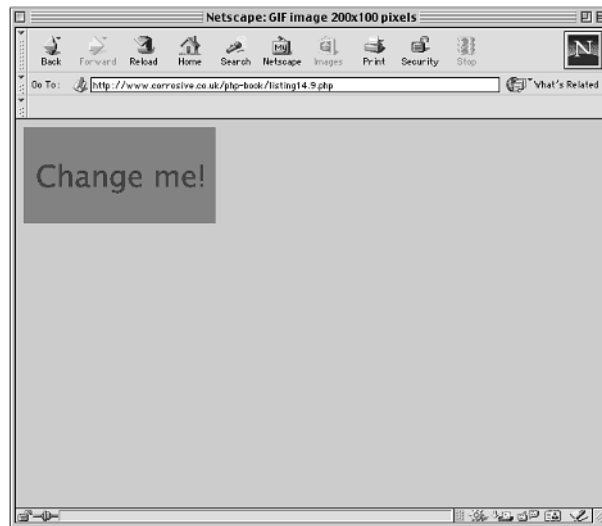 Netscape: GIF image 200x100 pixels
Back Forward Reload Home Search My Netscape Images Print Security Stop N
Go To: http://www.corrosive.co.uk/php-book/listing14.9.php What's Related
Change me!